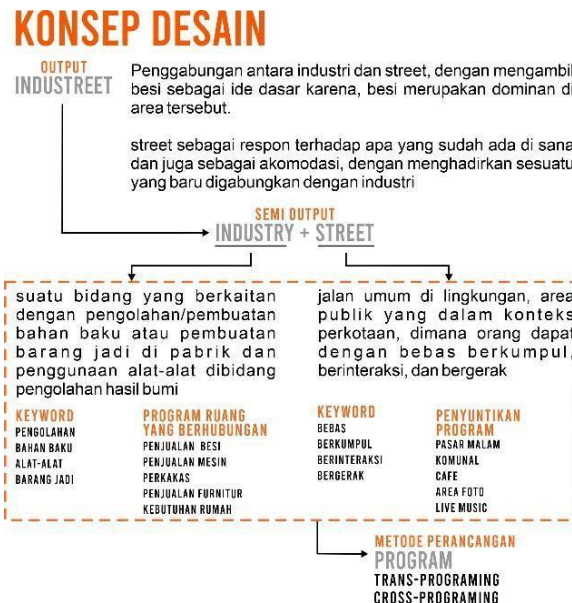 KONSEP DESAIN
OUTPUT
INDUSTREET
Penggabungan antara industri dan street, dengan mengambil
besi sebagai ide dasar karena, besi merupakan dominan di
area tersebut.
street sebagai respon terhadap apa yang sudah ada di sana
dan juga sebagai akomodasi, dengan menghadirkan sesuatu
yang baru digabungkan dengan industri
SEMI OUTPUT
INDUSTRY + STREET
suatu bidang yang berkaitan
dengan pengolahan/pembuatan
bahan baku atau pembuatan
barang jadi di pabrik dan
penggunaan alat-alat dibidang
pengolahan hasil bumi
KEYWORD
PENGOLAHAN
BAHAN BAKU
ALAT-ALAT
BARANG JADI
PROGRAM RUANG
YANG BERHUBUNGAN
PENJUALAN BESI
PENJUALAN MESIN
PERKAKAS
PENJUALAN FURNITUR
KEBUTUHAN RUMAH
jalan umum di lingkungan, area
publik yang dalam konteks
perkotaan, dimana orang dapat
dengan bebas berkumpul,
berinteraksi, dan bergerak
KEYWORD
BEBAS
BERKUMPUL
BERINTERAKSI
BERGERAK
PENYUNTIKAN
PROGRAM
PASAR MALAM
KOMUNAL
CAFE
AREA FOTO
LIVE MUSIC
METODE PERANCANGAN
PROGRAM
TRANS-PROGRAMING
CROSS-PROGRAMING